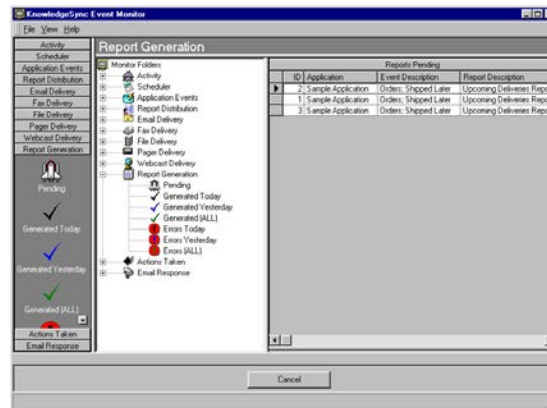 KnowledgeSync Event Monitor
File View Help
Activity
Scheduler
Application Events
Report Distribution
Email Delivery
Fax Delivery
File Delivery
Pager Delivery
Webcast Delivery
Report Generation
Pending
Generated Today
Generated Yesterday
Generated (ALL)
Actions Taken
Email Response
Report Generation
Monitor Folders
Activity
Scheduler
Application Events
Report Distribution
Email Delivery
Fax Delivery
File Delivery
Pager Delivery
Webcast Delivery
Report Generation
Pending
Generated Today
Generated Yesterday
Generated (ALL)
Errors Today
Errors Yesterday
Errors (ALL)
Actions Taken
Email Response
Reports Pending
ID Application Event Description Report Description
2 Sample Application Orders; Shipped Later Upcoming Deliveries Repo
1 Sample Application Orders; Shipped Later Upcoming Deliveries Repo
3 Sample Application Orders; Shipped Later Upcoming Deliveries Repo
Cancel